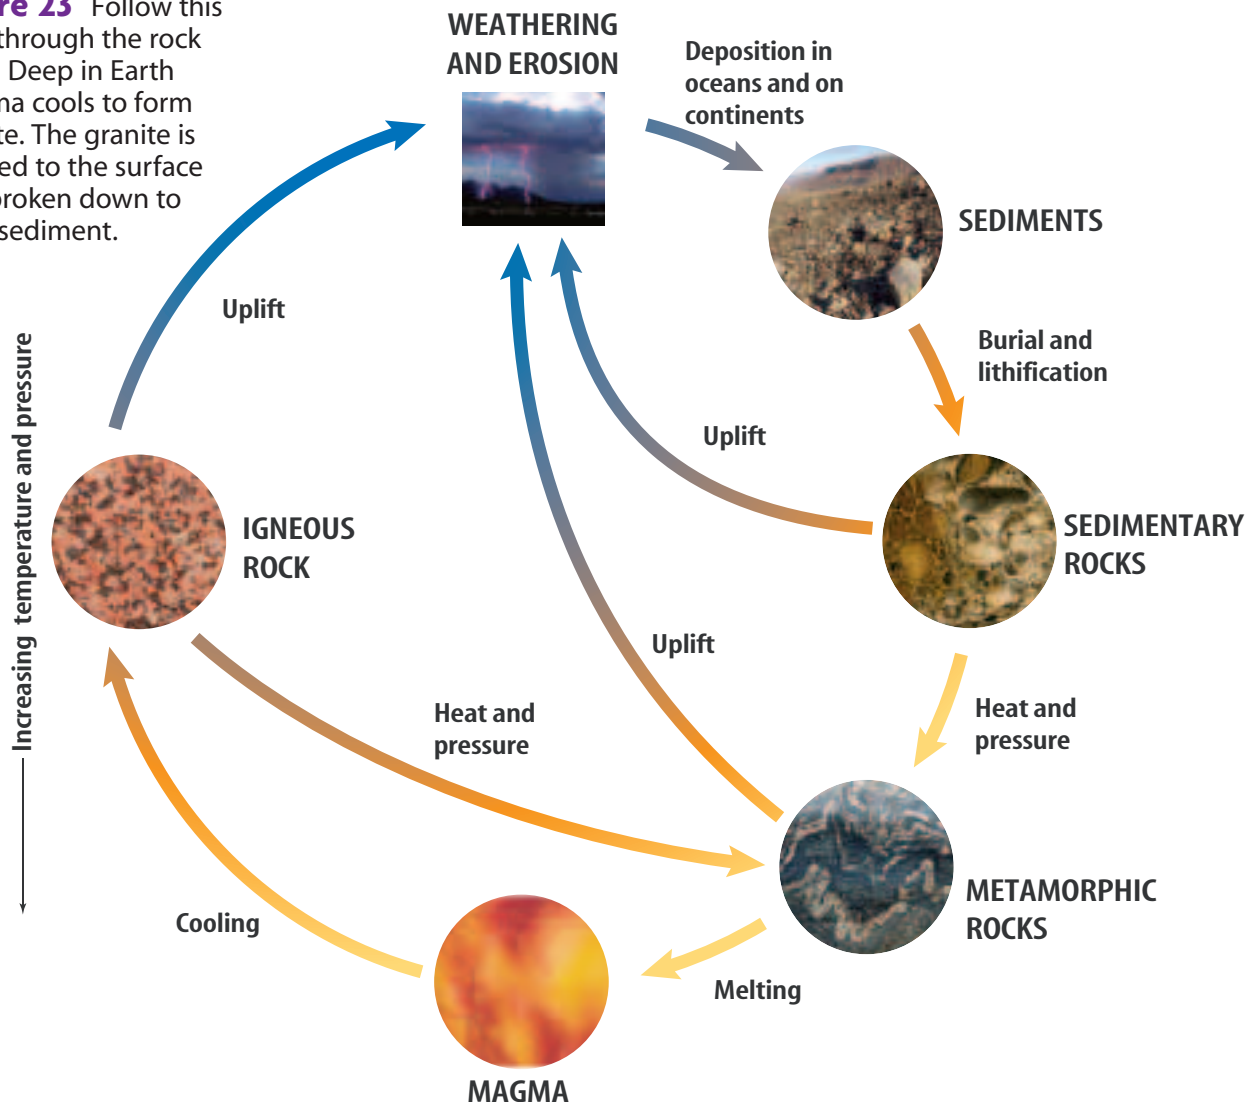 23 Follow this
through the rock
Deep in Earth
cools to form
The granite is
to the surface
broken down to
sediment.
WEATHERING
AND EROSION
Deposition in
oceans and on
continents
SEDIMENTS
Uplift
Burial and
lithification
Uplift
Increasing temperature and pressure
IGNEOUS
ROCK
SEDIMENTARY
ROCKS
Uplift
Heat and
pressure
Heat and
pressure
METAMORPHIC
ROCKS
Cooling
Melting
MAGMA